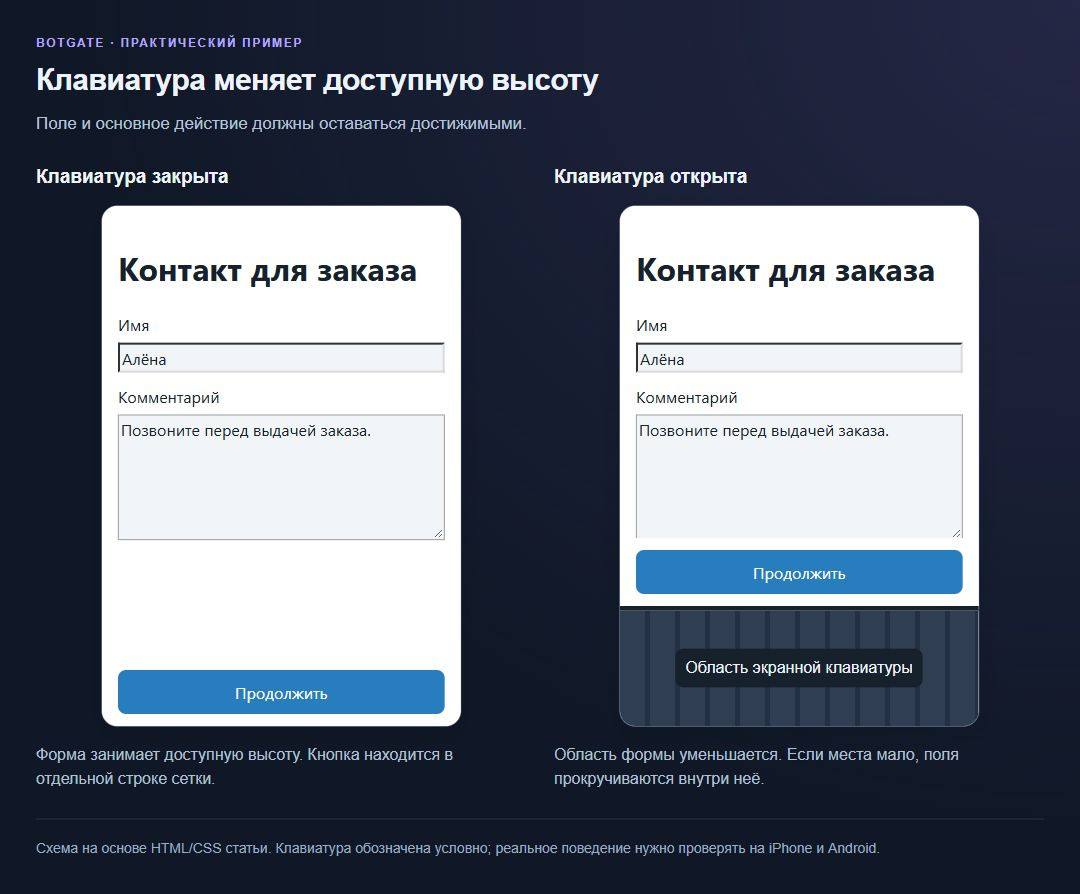 BOTGATE · ПРАКТИЧЕСКИЙ ПРИМЕР
Клавиатура меняет доступную высоту
Поле и основное действие должны оставаться достижимыми.
Клавиатура закрыта
Контакт для заказа
Имя
Алёна
Комментарий
Позвоните перед выдачей заказа.
Продолжить
Форма занимает доступную высоту. Кнопка находится в
отдельной строке сетки.
Клавиатура открыта
Контакт для заказа
Имя
Алёна
Комментарий
Позвоните перед выдачей заказа.
Продолжить
Область экранной клавиатуры
Область формы уменьшается. Если места мало, поля
прокручиваются внутри неё.
Схема на основе HTML/CSS статьи. Клавиатура обозначена условно; реальное поведение нужно проверять на iPhone и Android.